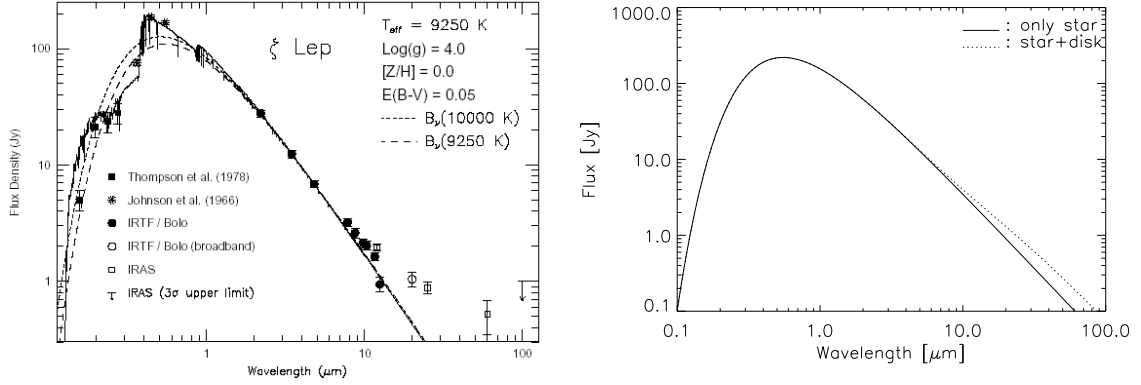 100
10
1
Flux Density (Jy)
ζ Lep
T_eff = 9250 K
Log(g) = 4.0
[Z/H] = 0.0
E(B-V) = 0.05
B_ν(10000 K)
B_ν(9250 K)
Thompson et al. (1978)
Johnson et al. (1966)
IRTF / Bolo
IRTF / Bolo (broadband)
IRAS
IRAS (3σ upper limit)
1
10
100
Wavelength (μm)
1000.0
100.0
10.0
1.0
0.1
Flux [Jy]
: only star
: star+disk
0.1
1.0
10.0
100.0
Wavelength [μm]